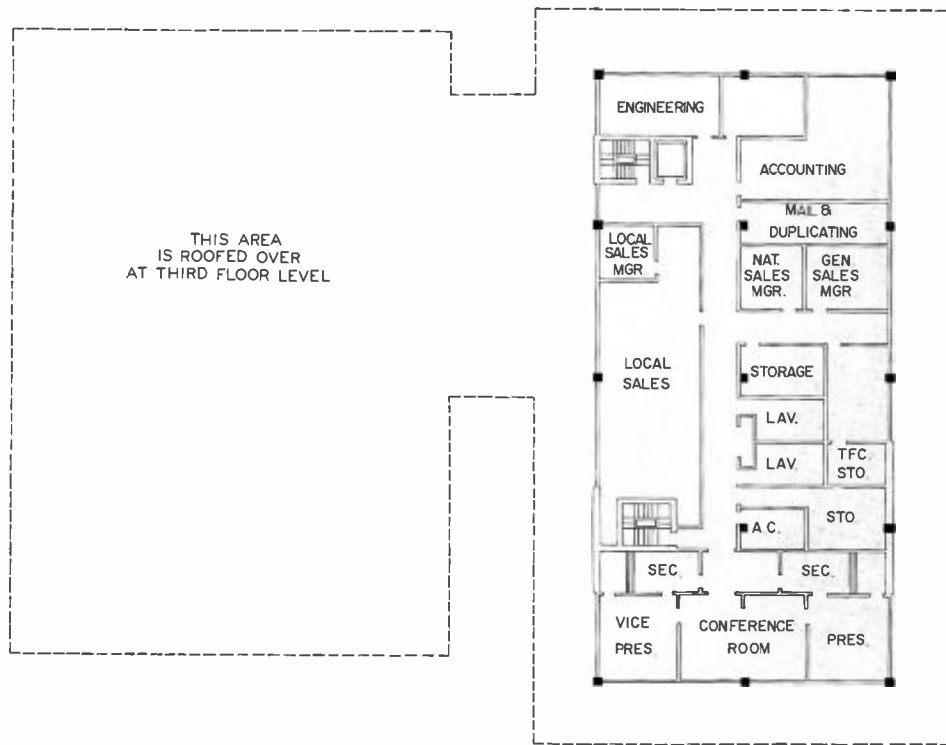 ENGINEERING
ACCOUNTING
MAIL &
DUPLICATING
THIS AREA
IS ROOFED OVER
AT THIRD FLOOR LEVEL
LOCAL
SALES
MGR
NAT.
SALES
MGR.
GEN
SALES
MGR
LOCAL
SALES
STORAGE
LAV.
LAV.
TFC
STO.
STO
A.C.
SEC.
SEC.
VICE
PRES.
CONFERENCE
ROOM
PRES.